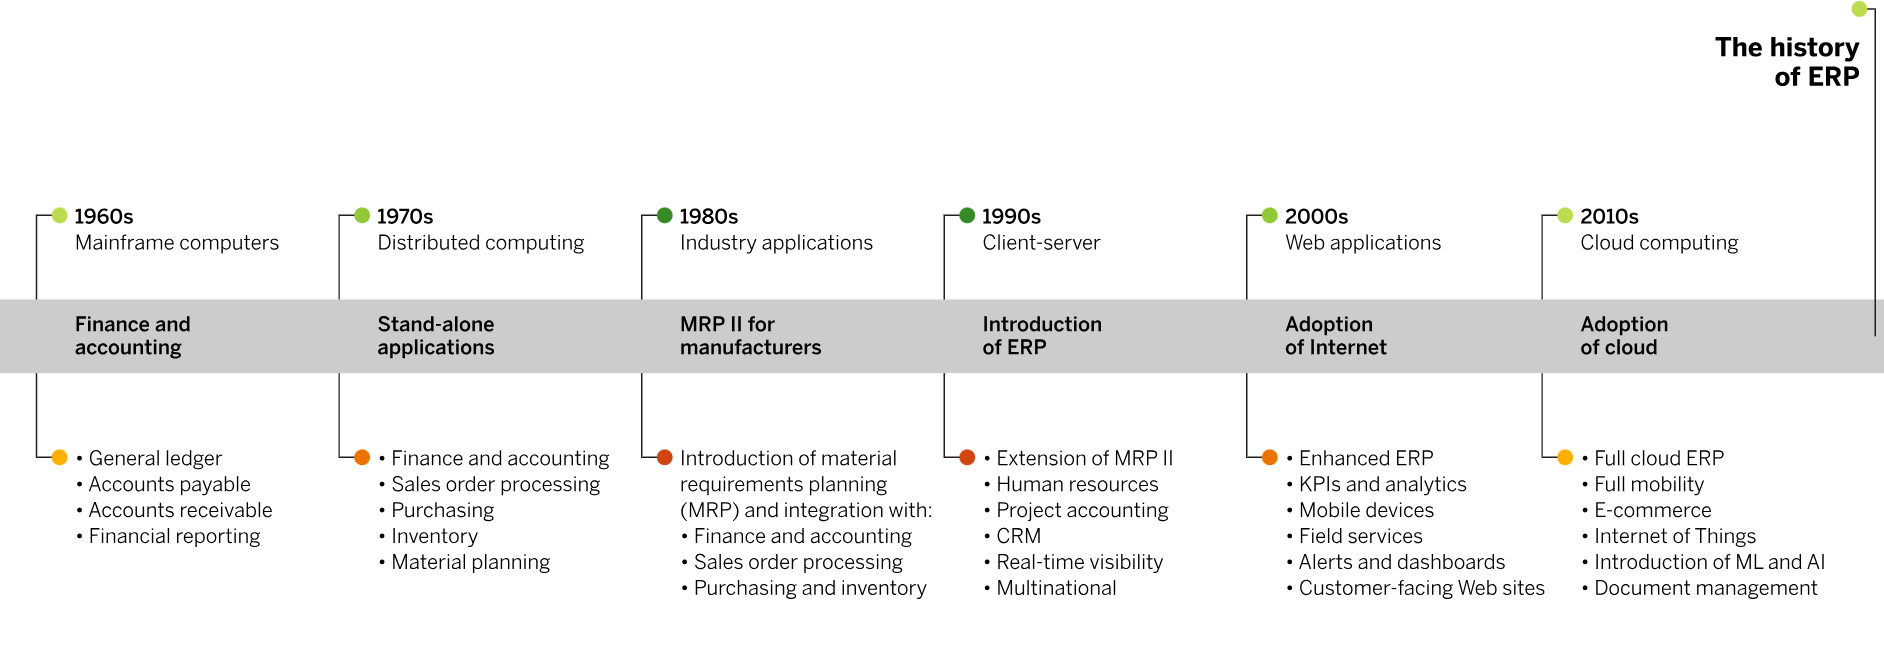 The history
of ERP
1960s
Mainframe computers
Finance and
accounting
• General ledger
• Accounts payable
• Accounts receivable
• Financial reporting
1970s
Distributed computing
Stand-alone
applications
• Finance and accounting
• Sales order processing
• Purchasing
• Inventory
• Material planning
1980s
Industry applications
MRP II for
manufacturers
Introduction of material
requirements planning
(MRP) and integration with:
• Finance and accounting
• Sales order processing
• Purchasing and inventory
1990s
Client-server
Introduction
of ERP
• Extension of MRP II
• Human resources
• Project accounting
• CRM
• Real-time visibility
• Multinational
2000s
Web applications
Adoption
of Internet
• Enhanced ERP
• KPIs and analytics
• Mobile devices
• Field services
• Alerts and dashboards
• Customer-facing Web sites
2010s
Cloud computing
Adoption
of cloud
• Full cloud ERP
• Full mobility
• E-commerce
• Internet of Things
• Introduction of ML and AI
• Document management